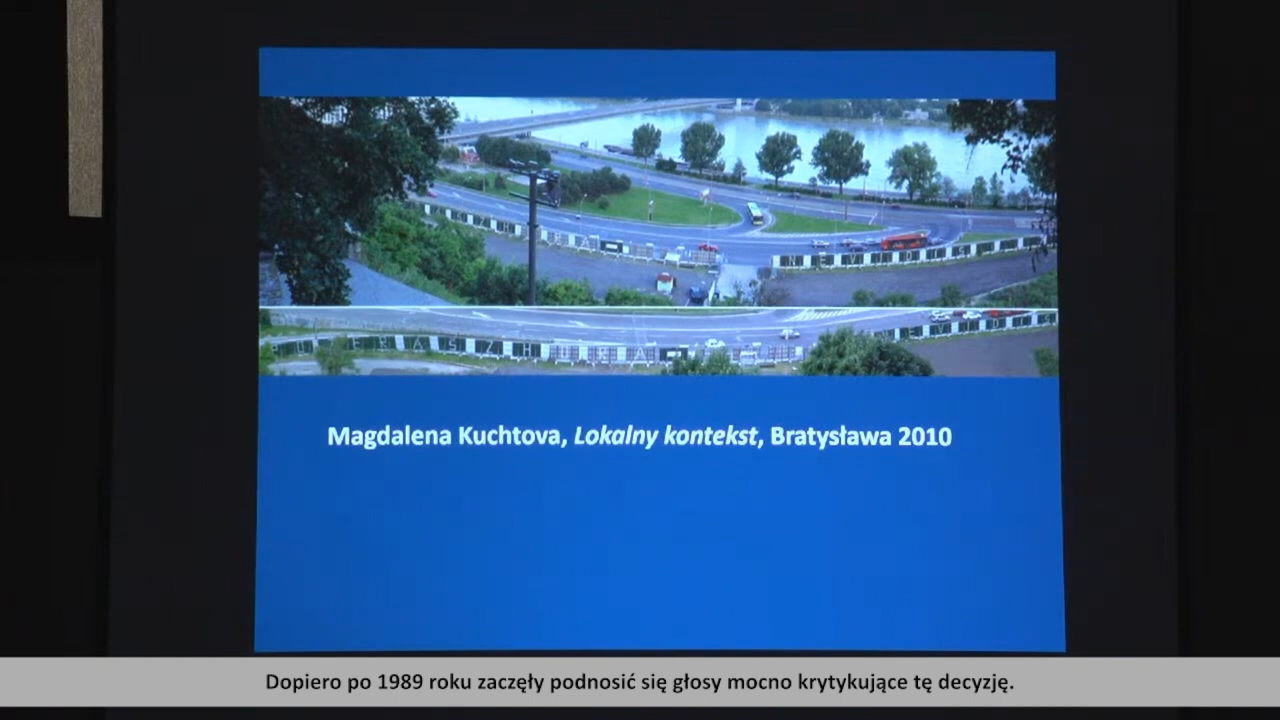 Magdalena Kuchtova, Lokalny kontekst, Bratysława 2010
Dopiero po 1989 roku zaczęły podnosić się głosy mocno krytykujące tę decyzję.